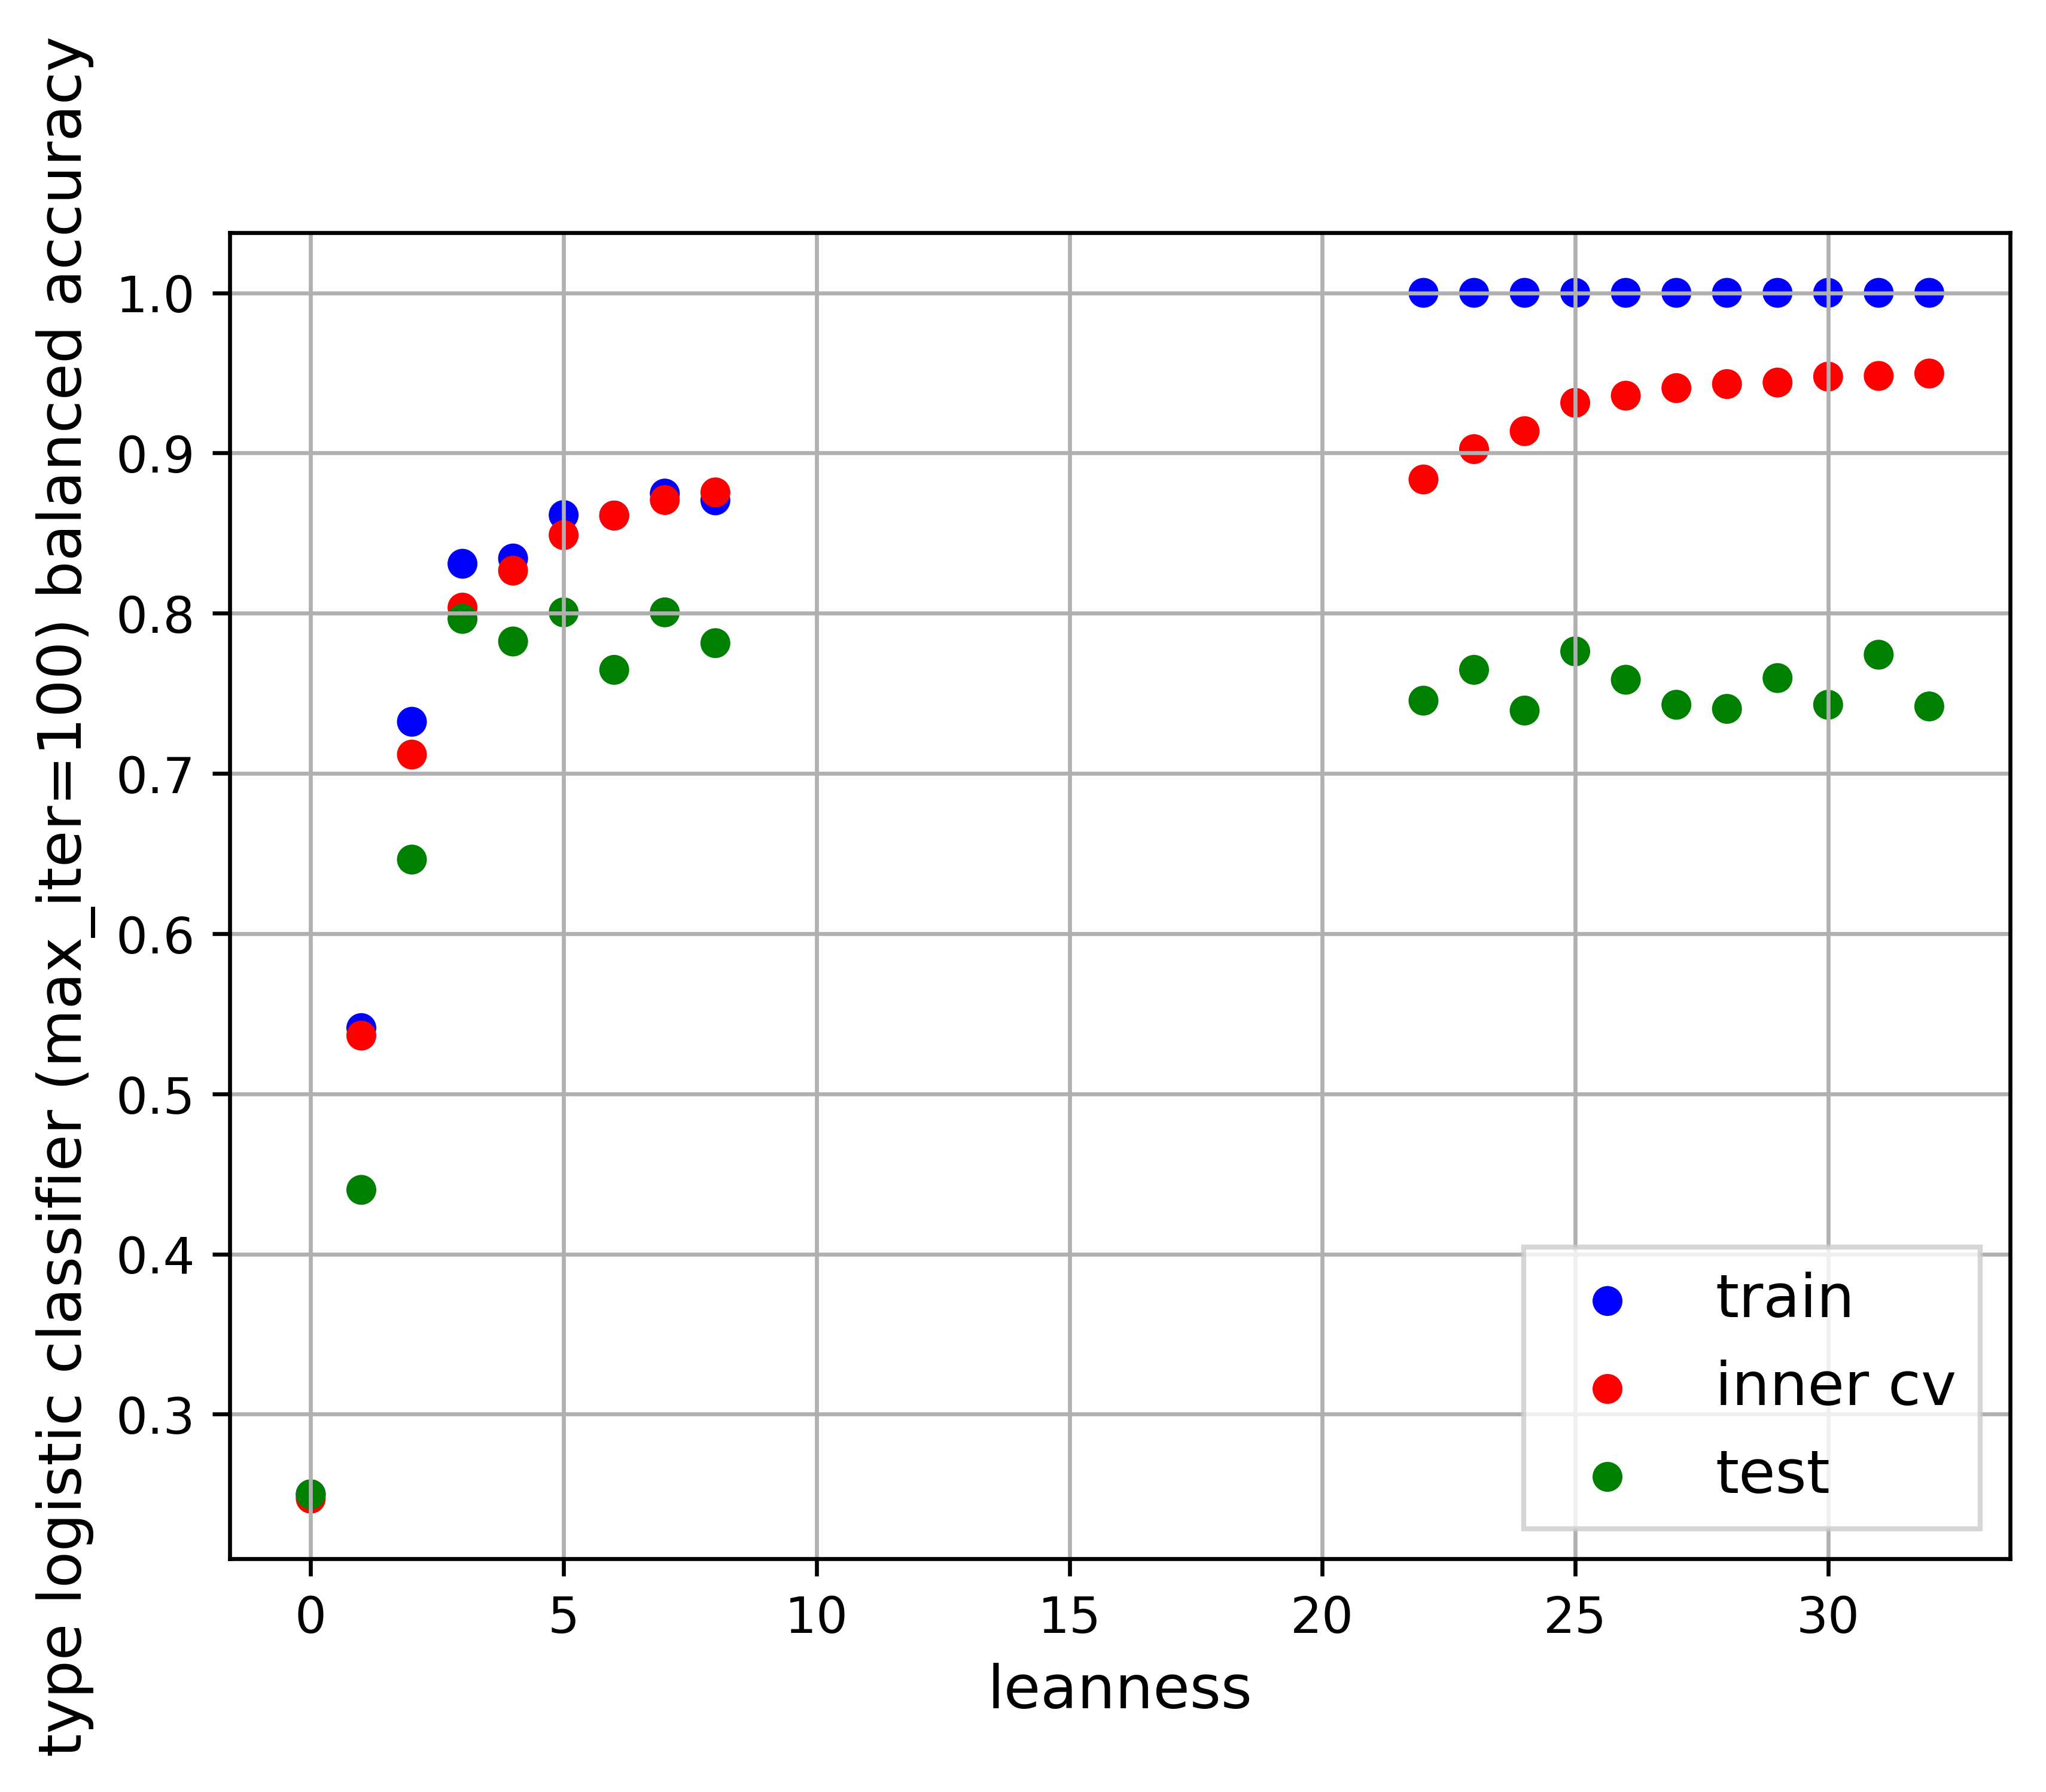 type logistic classifier (max_iter=100) balanced accuracy
1.0
0.9
0.8
0.7
0.6
0.5
0.4
0.3
train
inner cv
test
0 5 10 15 20 25 30
leanness